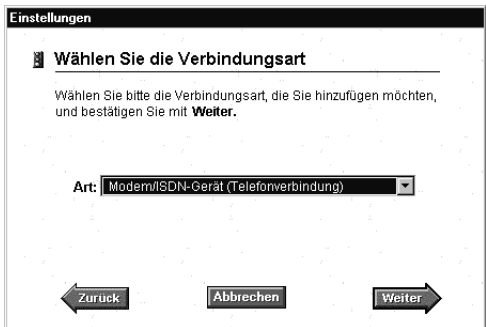 Einstellungen
Wählen Sie die Verbindungsart
Wählen Sie bitte die Verbindungsart, die Sie hinzufügen möchten,
und bestätigen Sie mit Weiter.
Art: Modem/ISDN-Gerät (Telefonverbindung)
Zurück Abbrechen Weiter